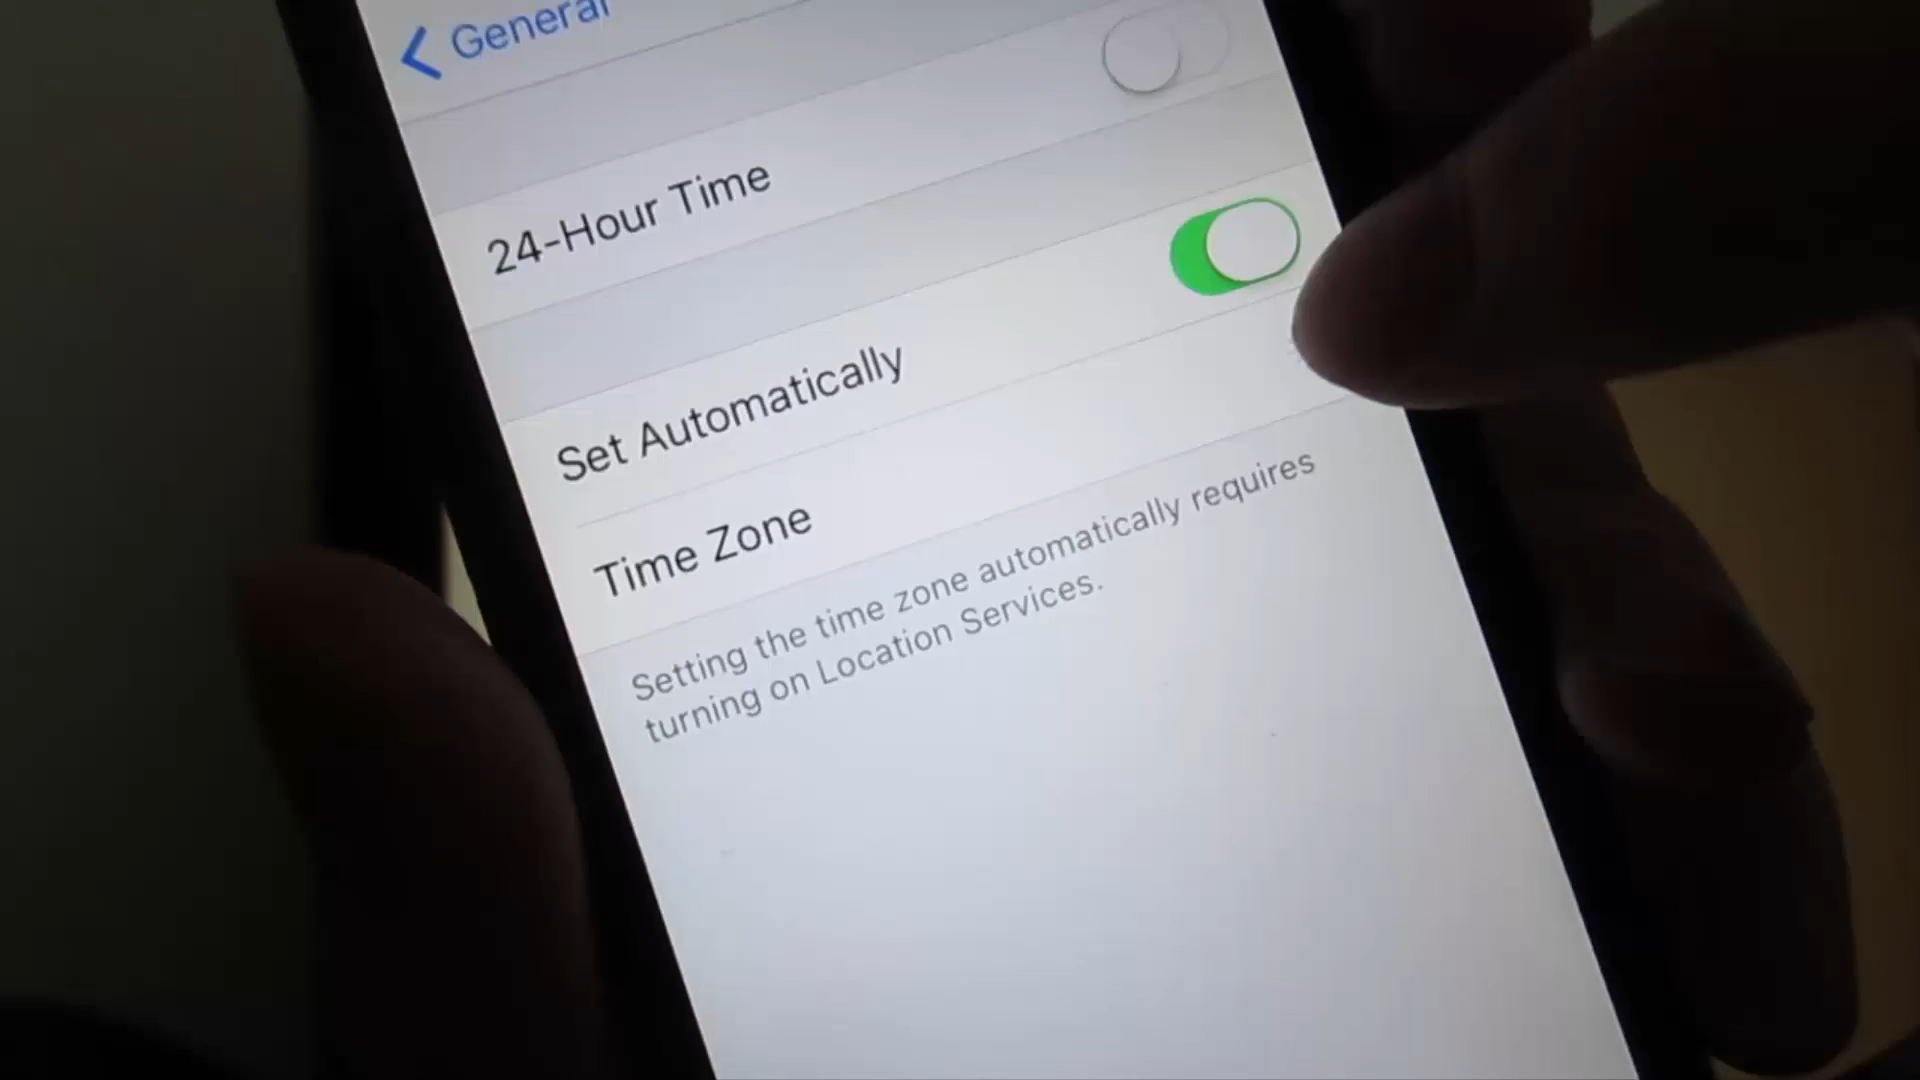 General
24-Hour Time
Set Automatically
Time Zone
Setting the time zone automatically requires
turning on Location Services.